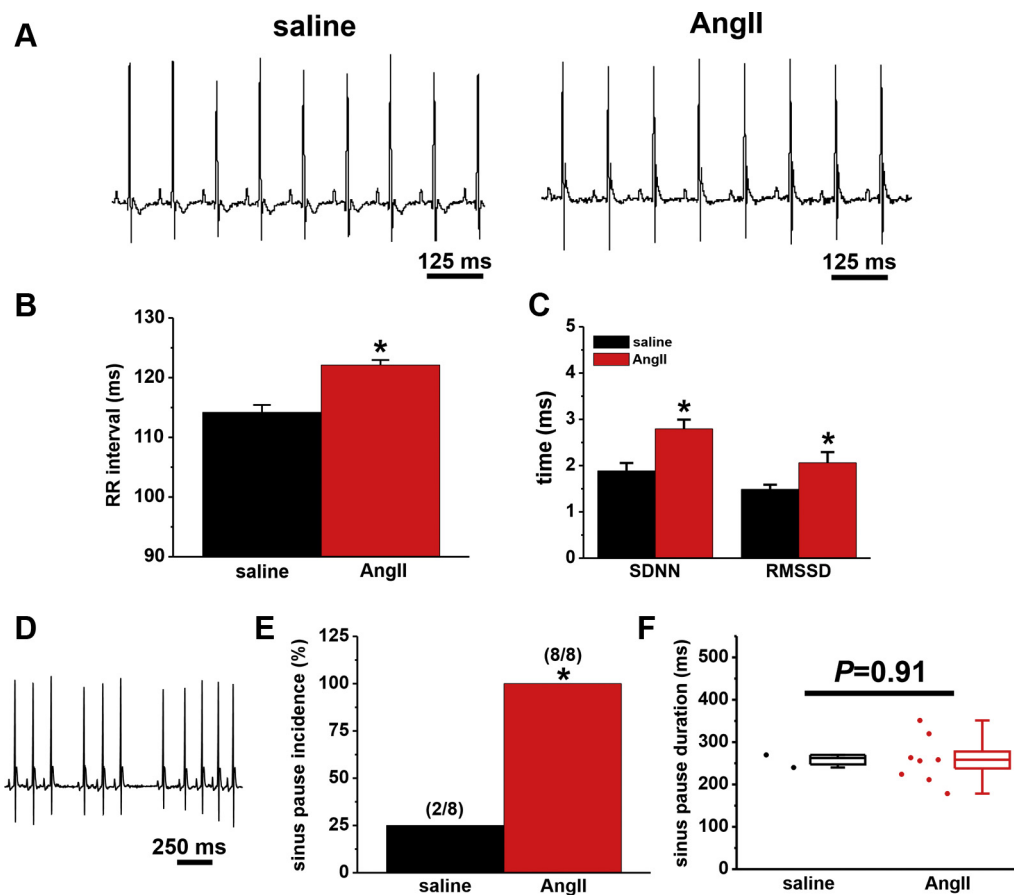 A
saline
AngII
125 ms
125 ms
B
RR interval (ms)
130
120
110
100
90
*
saline
AngII
C
time (ms)
5
4
3
2
1
0
saline
AngII
*
*
SDNN
RMSSD
D
250 ms
E
sinus pause incidence (%)
125
100
75
50
25
0
(2/8)
(8/8)
*
saline
AngII
F
sinus pause duration (ms)
500
400
300
200
100
0
P=0.91
saline
AngII